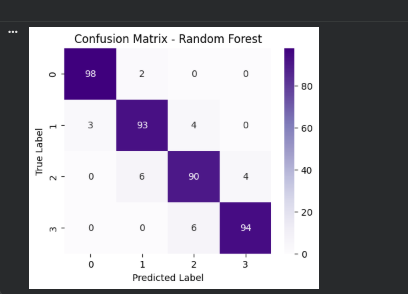 ...
Confusion Matrix - Random Forest
0 98 2 0 0
1 3 93 4 0
2 0 6 90 4
3 0 0 6 94
0 1 2 3
True Label
Predicted Label
80
60
40
20
0